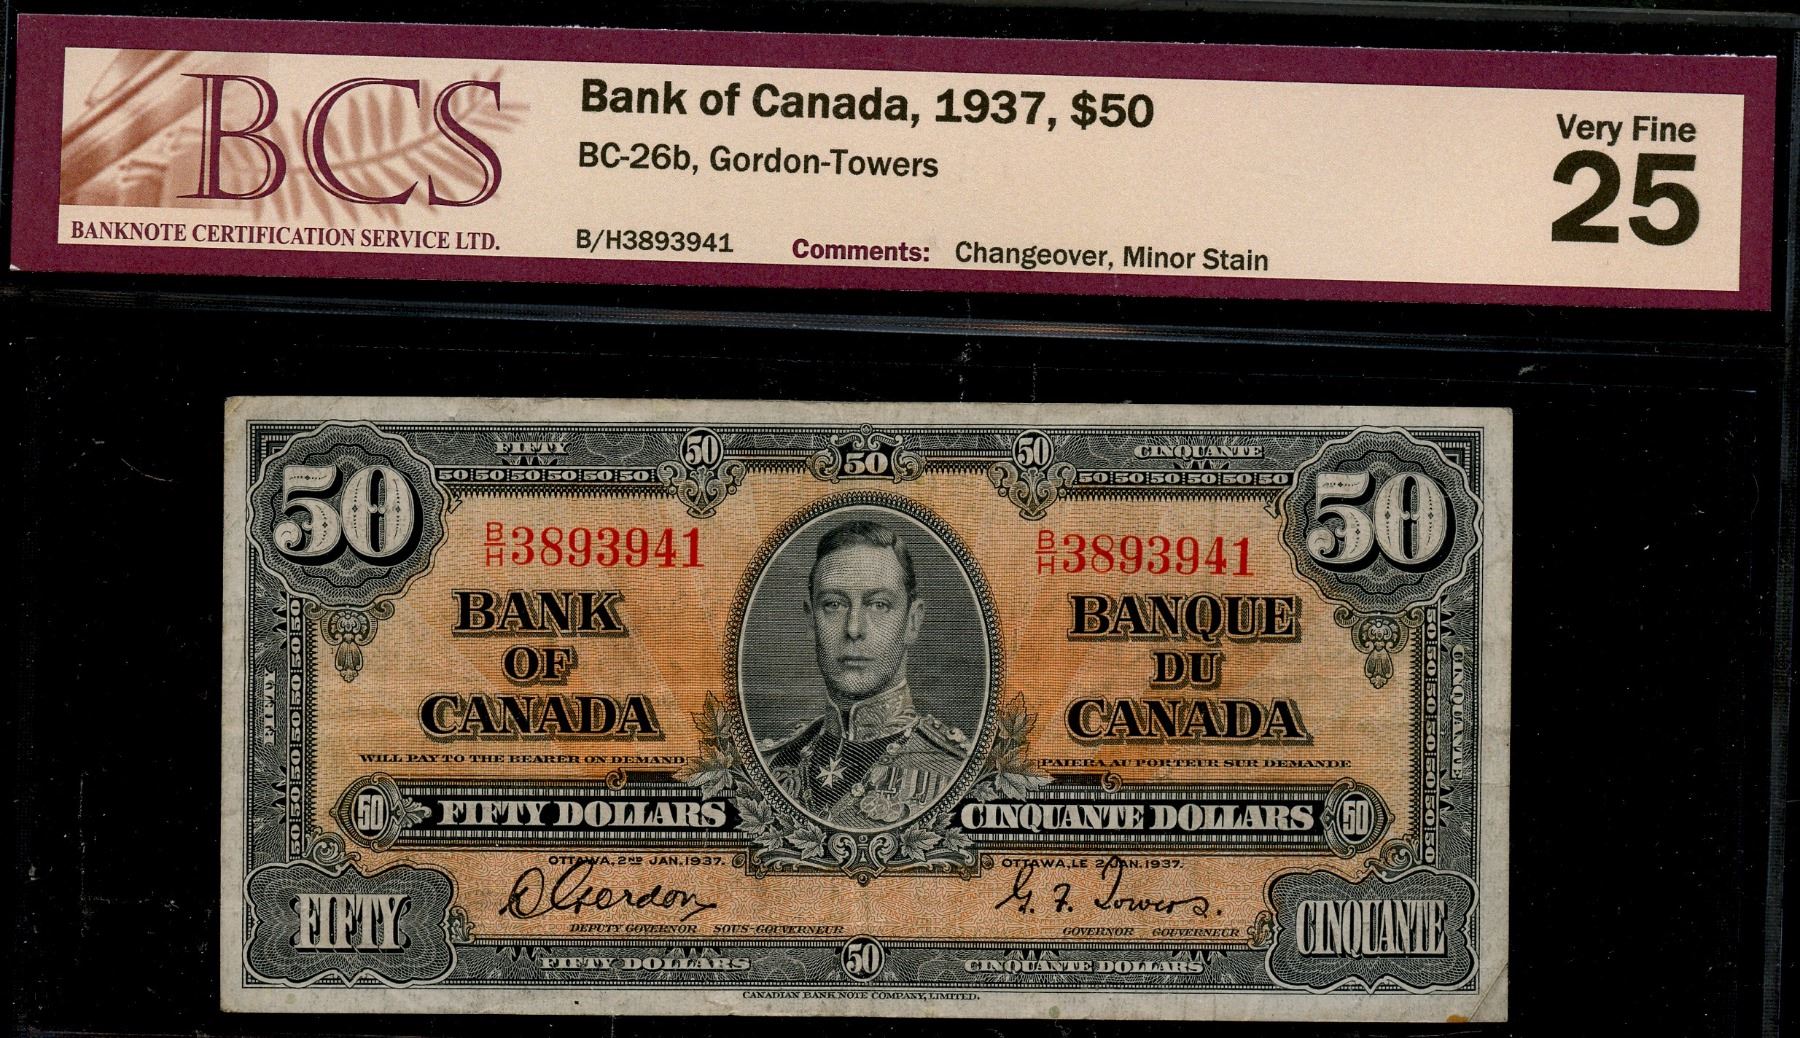 BCS
BANKNOTE CERTIFICATION SERVICE LTD.
Bank of Canada, 1937, $50
BC-26b, Gordon-Towers
B/H3893941 Comments: Changeover, Minor Stain
Very Fine
25
FIFTY 50 50 50 CINQUANTE
50 50 50 50 50 50 50 50 50 50 50 50
50 50
B/H3893941 B/H3893941
BANK
OF
CANADA
BANQUE
DU
CANADA
WILL PAY TO THE BEARER ON DEMAND
PAIERA AU PORTEUR SUR DEMANDE
FIFTY CINQUANTE
50 FIFTY DOLLARS CINQUANTE DOLLARS 50
OTTAWA, 2ND JAN. 1937. OTTAWA, LE 2 JAN. 1937.
D Gordon G. F. Towers.
DEPUTY GOVERNOR SOUS-GOUVERNEUR GOVERNOR GOUVERNEUR
FIFTY CINQUANTE
FIFTY DOLLARS 50 CINQUANTE DOLLARS
CANADIAN BANK NOTE COMPANY, LIMITED.